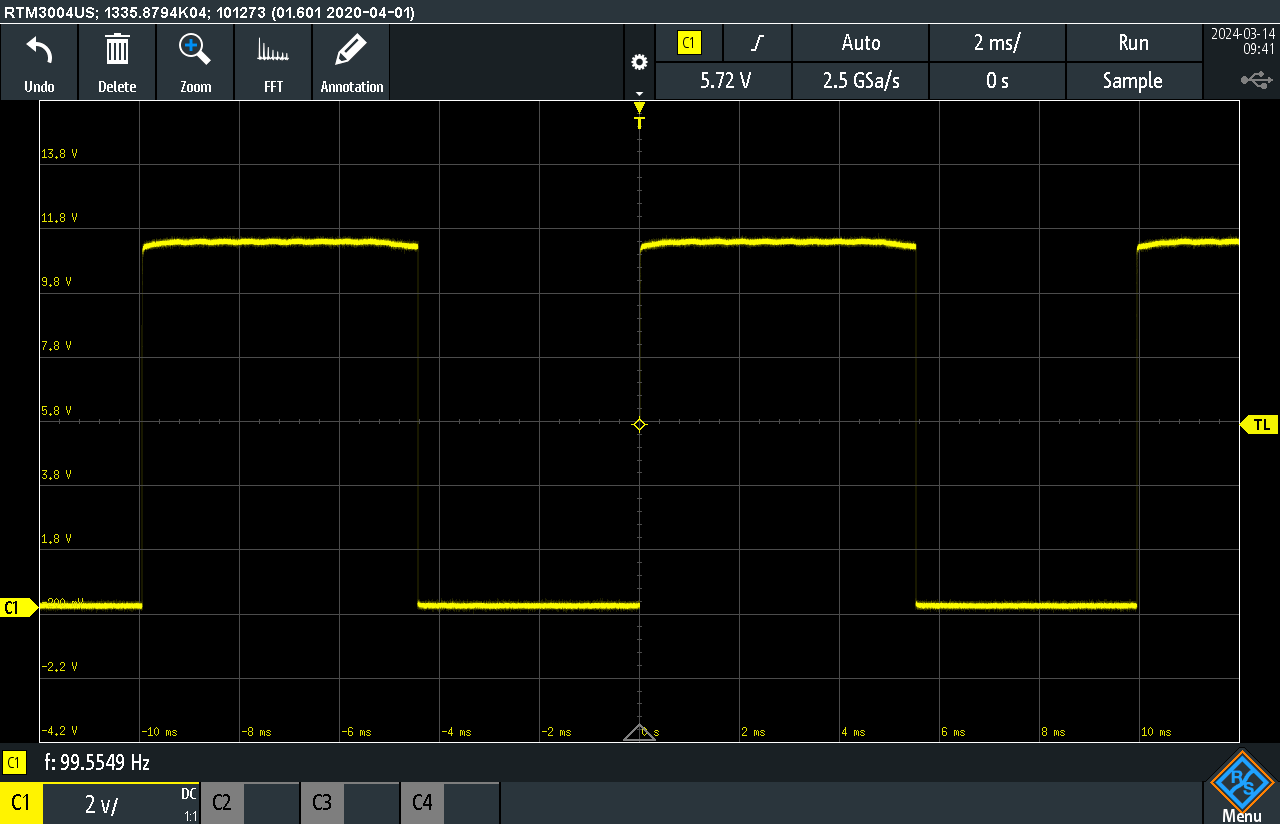 RTM3004US; 1335.8794K04; 101273 (01.601 2020-04-01)
Undo
Delete
Zoom
FFT
Annotation
C1
Auto
2 ms/
Run
5.72 V
2.5 GSa/s
0 s
Sample
2024-03-14
09:41
T
13.8 V
11.8 V
9.8 V
7.8 V
5.8 V
TL
3.8 V
1.8 V
-200 mV
C1
-2.2 V
-4.2 V
-10 ms
-8 ms
-6 ms
-4 ms
-2 ms
0 s
2 ms
4 ms
6 ms
8 ms
10 ms
C1
f: 99.5549 Hz
C1
2 v/
DC
1:1
C2
C3
C4
R
S
Menu